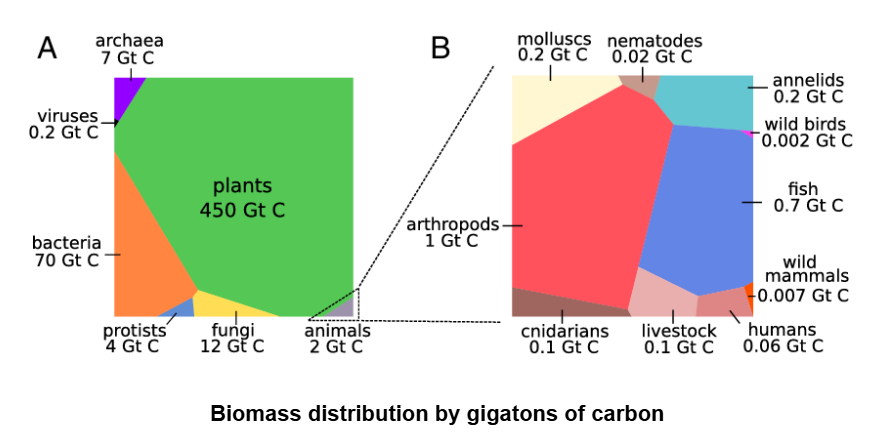 A
archaea
7 Gt C
viruses
0.2 Gt C
plants
450 Gt C
bacteria
70 Gt C
protists
4 Gt C
fungi
12 Gt C
animals
2 Gt C
B
molluscs
0.2 Gt C
nematodes
0.02 Gt C
annelids
0.2 Gt C
wild birds
0.002 Gt C
fish
0.7 Gt C
arthropods
1 Gt C
wild
mammals
0.007 Gt C
cnidarians
0.1 Gt C
livestock
0.1 Gt C
humans
0.06 Gt C
Biomass distribution by gigatons of carbon